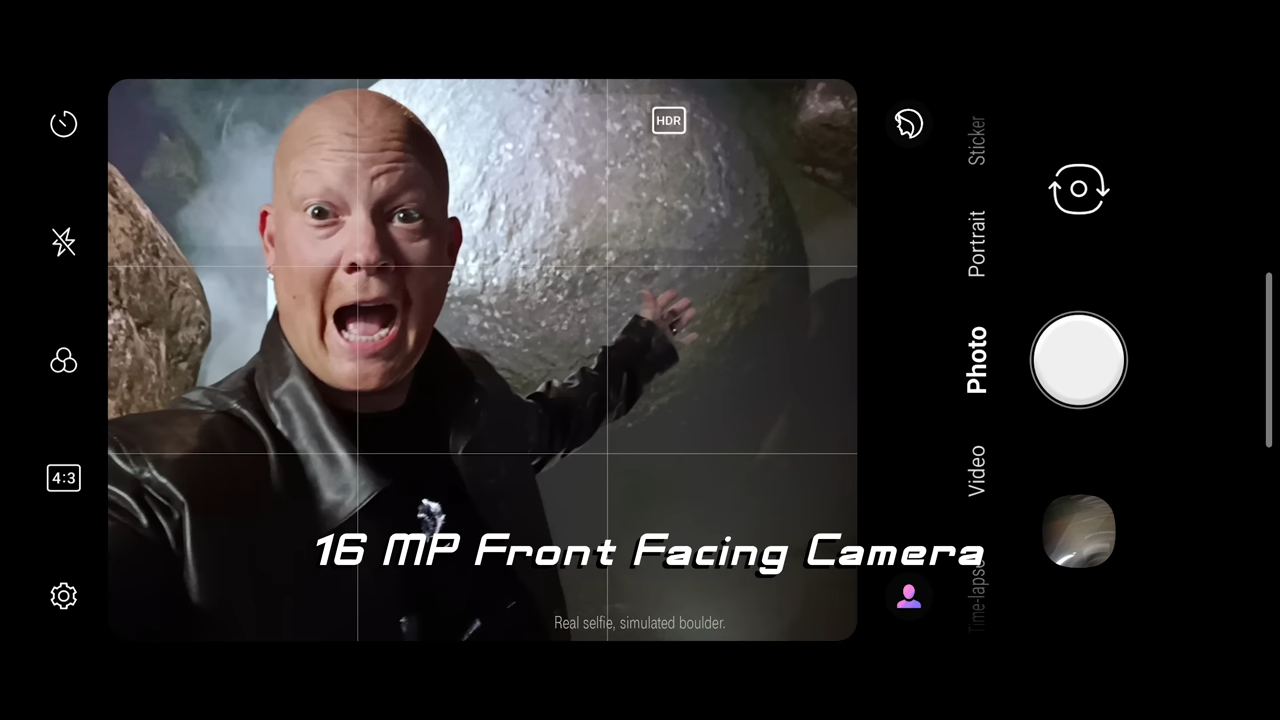 HDR
Sticker
Portrait
Photo
4:3
Video
16 MP Front Facing Camera
Time-lapse
Real selfie, simulated boulder.